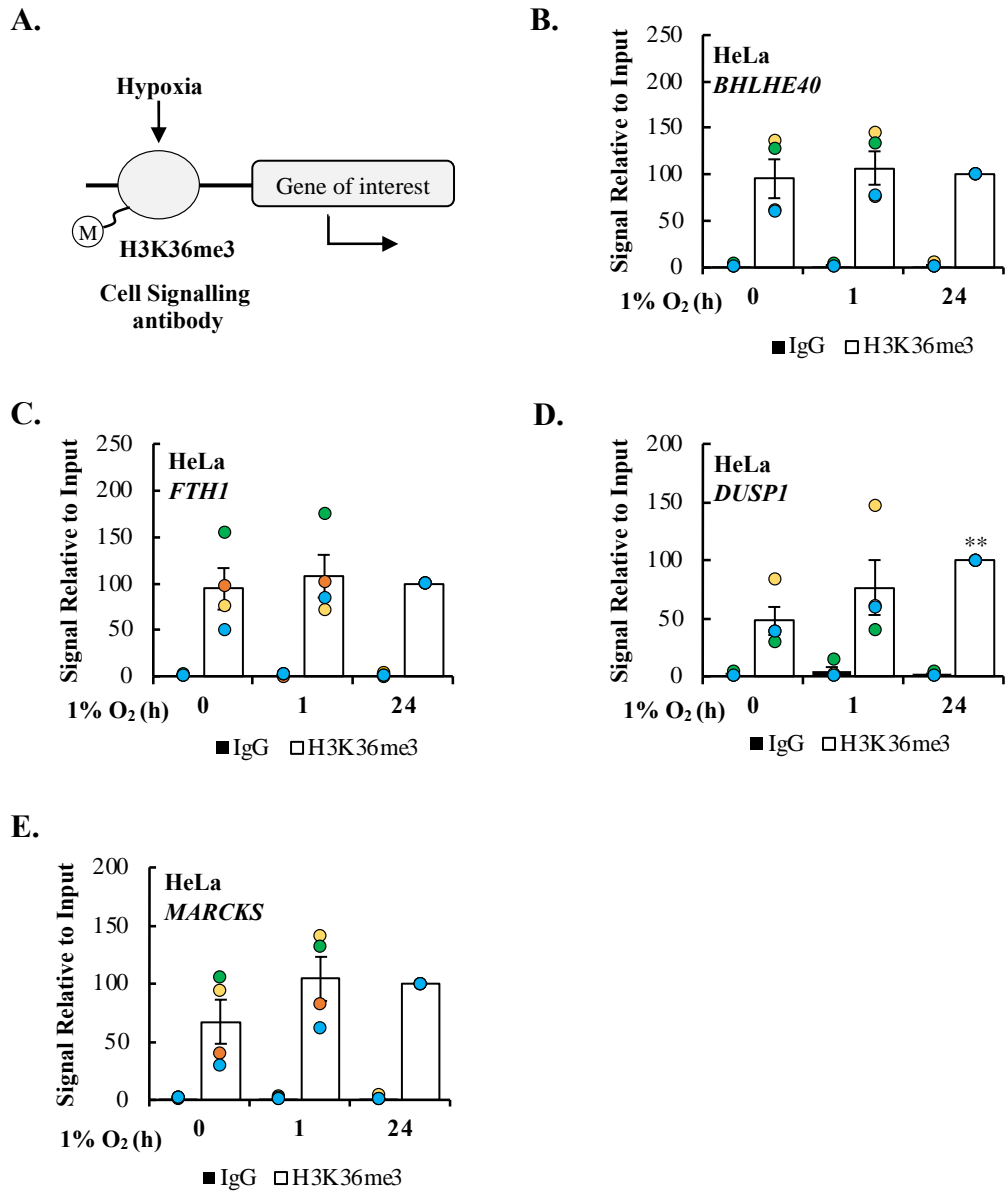 A.
Hypoxia
Gene of interest
M
H3K36me3
Cell Signalling
antibody
B.
Signal Relative to Input
250
200
150
100
50
0
HeLa
BHLHE40
1% O₂ (h)
0
1
24
IgG
H3K36me3
C.
Signal Relative to Input
250
200
150
100
50
0
HeLa
FTH1
1% O₂ (h)
0
1
24
IgG
H3K36me3
D.
Signal Relative to Input
200
150
100
50
0
HeLa
DUSP1
**
1% O₂ (h)
0
1
24
IgG
H3K36me3
E.
Signal Relative to Input
200
150
100
50
0
HeLa
MARCKS
1% O₂ (h)
0
1
24
IgG
H3K36me3